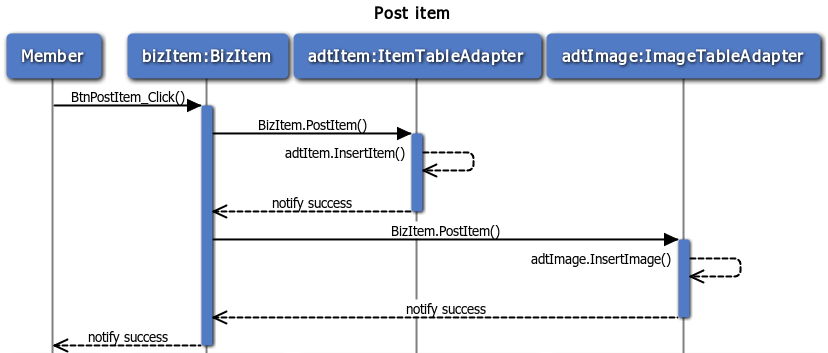 Post item
Member
bizItem:BizItem
adtItem:ItemTableAdapter
adtImage:ImageTableAdapter
BtnPostItem_Click()
BizItem.PostItem()
adtItem.InsertItem()
notify success
BizItem.PostItem()
adtImage.InsertImage()
notify success
notify success